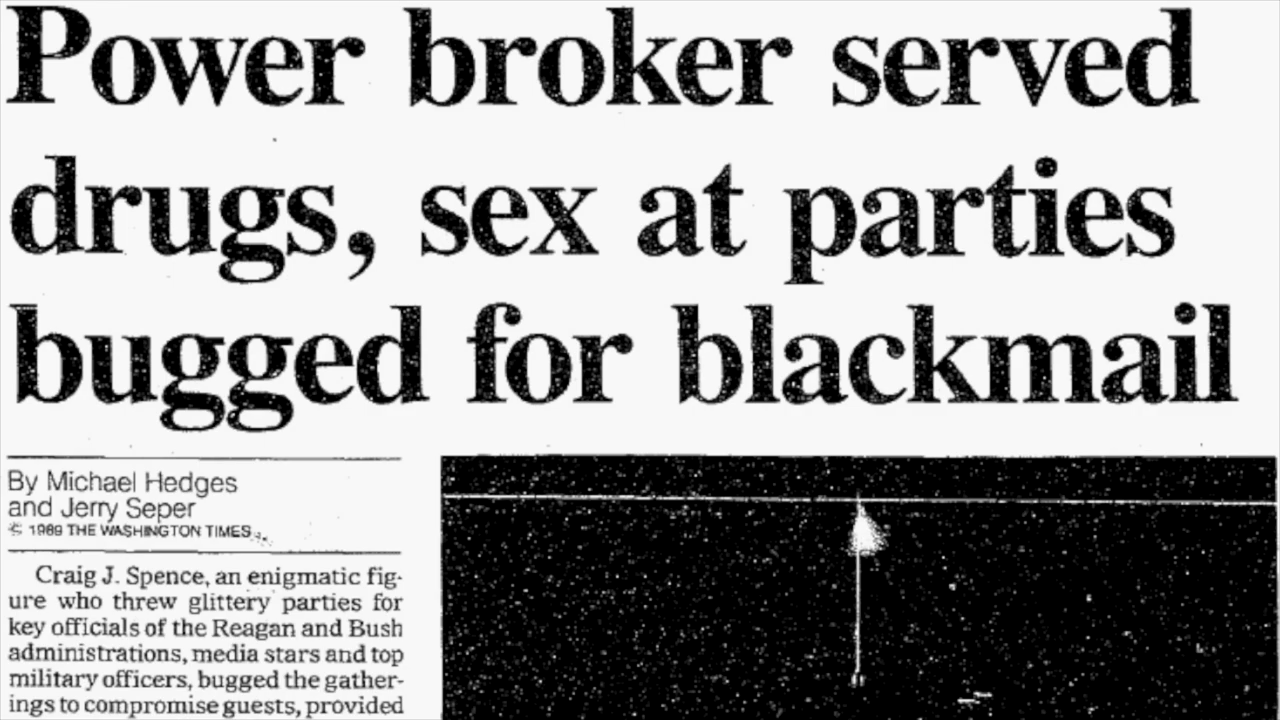 Power broker served
drugs, sex at parties
bugged for blackmail
By Michael Hedges
and Jerry Seper
© 1989 THE WASHINGTON TIMES
Craig J. Spence, an enigmatic fig-
ure who threw glittery parties for
key officials of the Reagan and Bush
administrations, media stars and top
military officers, bugged the gather-
ings to compromise guests, provided